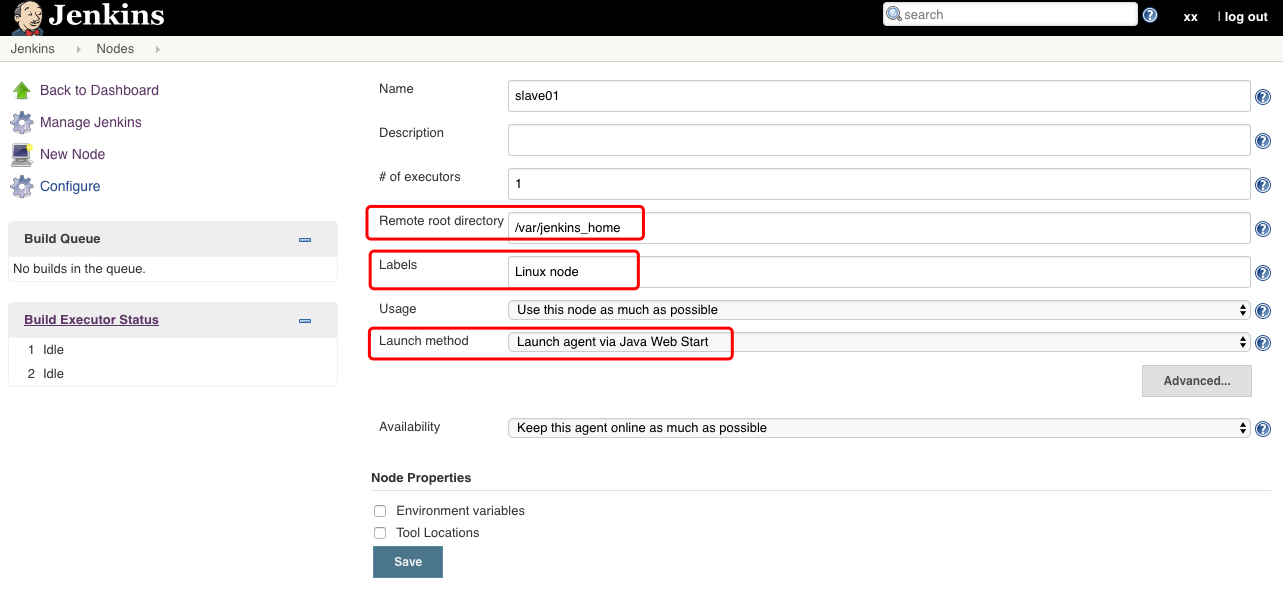 Jenkins
search
xx | log out
Jenkins Nodes
Back to Dashboard
Manage Jenkins
New Node
Configure
Build Queue
No builds in the queue.
Build Executor Status
1 Idle
2 Idle
Name slave01
Description
# of executors 1
Remote root directory /var/jenkins_home
Labels Linux node
Usage Use this node as much as possible
Launch method Launch agent via Java Web Start
Advanced...
Availability Keep this agent online as much as possible
Node Properties
Environment variables
Tool Locations
Save